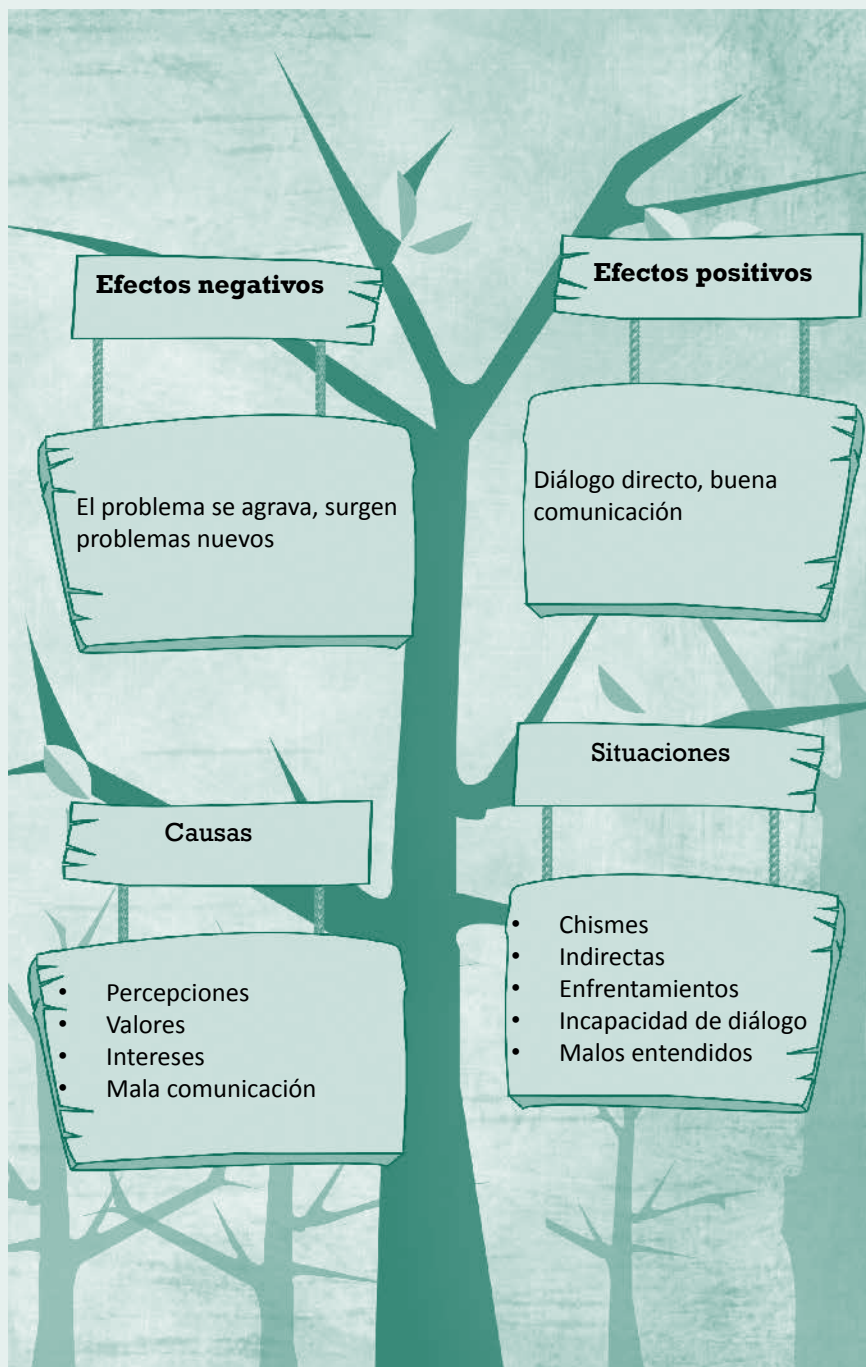 Efectos negativos
Efectos positivos
El problema se agrava, surgen
problemas nuevos
Diálogo directo, buena
comunicación
Causas
• Percepciones
• Valores
• Intereses
• Mala comunicación
Situaciones
• Chismes
• Indirectas
• Enfrentamientos
• Incapacidad de diálogo
• Malos entendidos